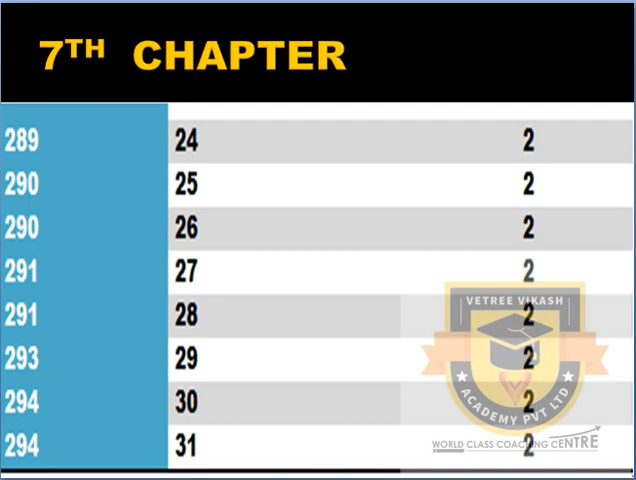 7TH CHAPTER
289 24 2
290 25 2
290 26 2
291 27 2
291 28 2
293 29 2
294 30 2
294 31 2
VETREE VIKASH
ACADEMY PVT LTD
WORLD CLASS COACHING CENTRE